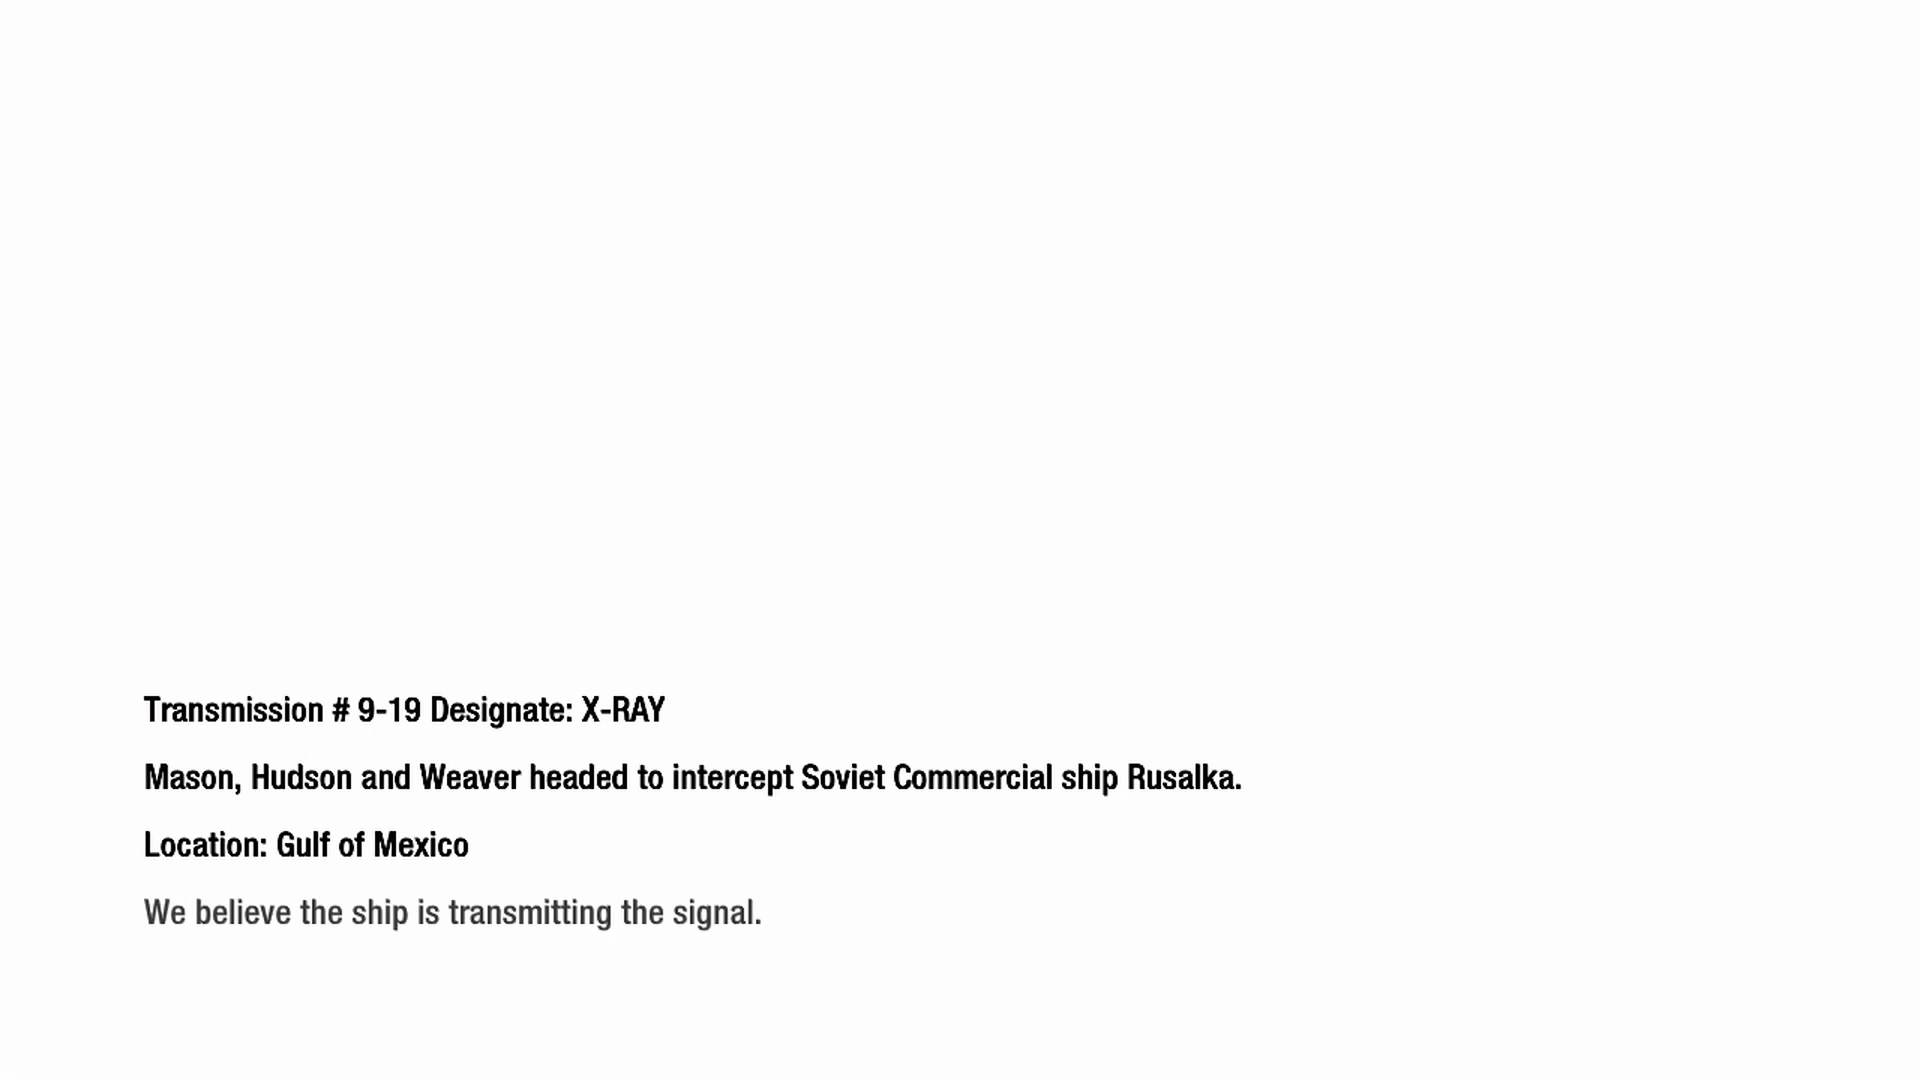 Transmission # 9-19 Designate: X-RAY
Mason, Hudson and Weaver headed to intercept Soviet Commercial ship Rusalka.
Location: Gulf of Mexico
We believe the ship is transmitting the signal.